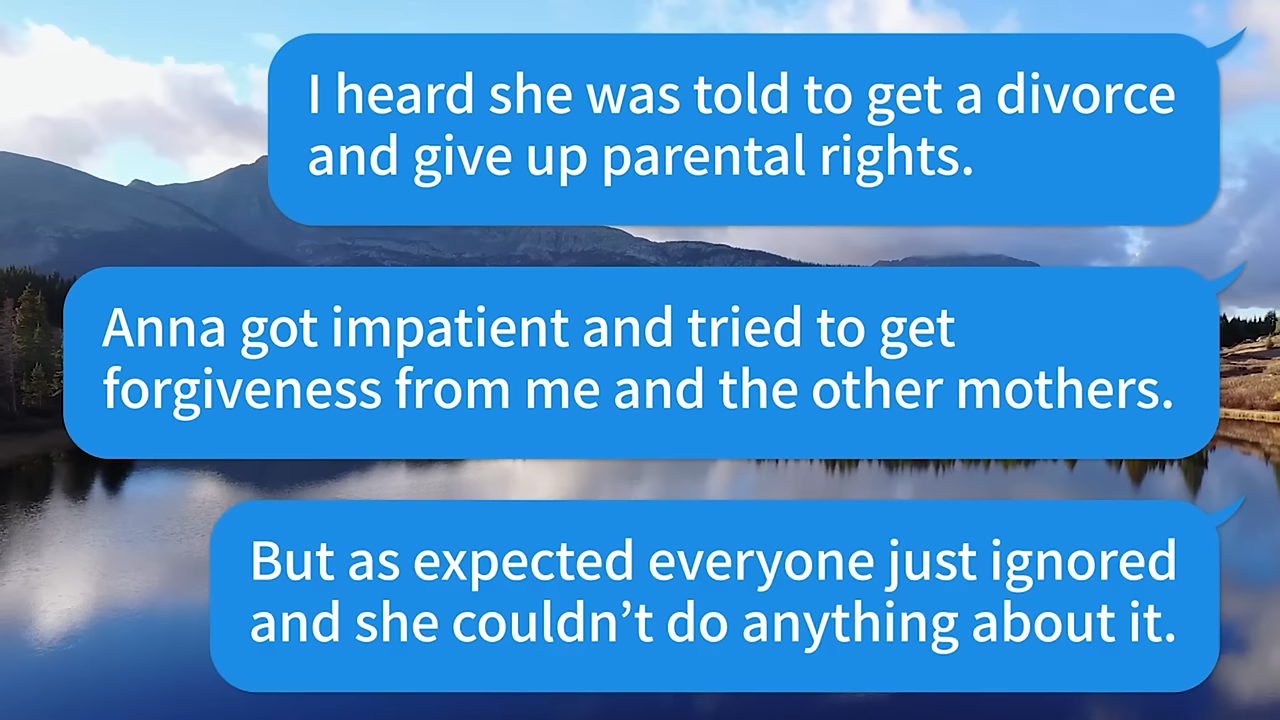 I heard she was told to get a divorce
and give up parental rights.
Anna got impatient and tried to get
forgiveness from me and the other mothers.
But as expected everyone just ignored
and she couldn’t do anything about it.